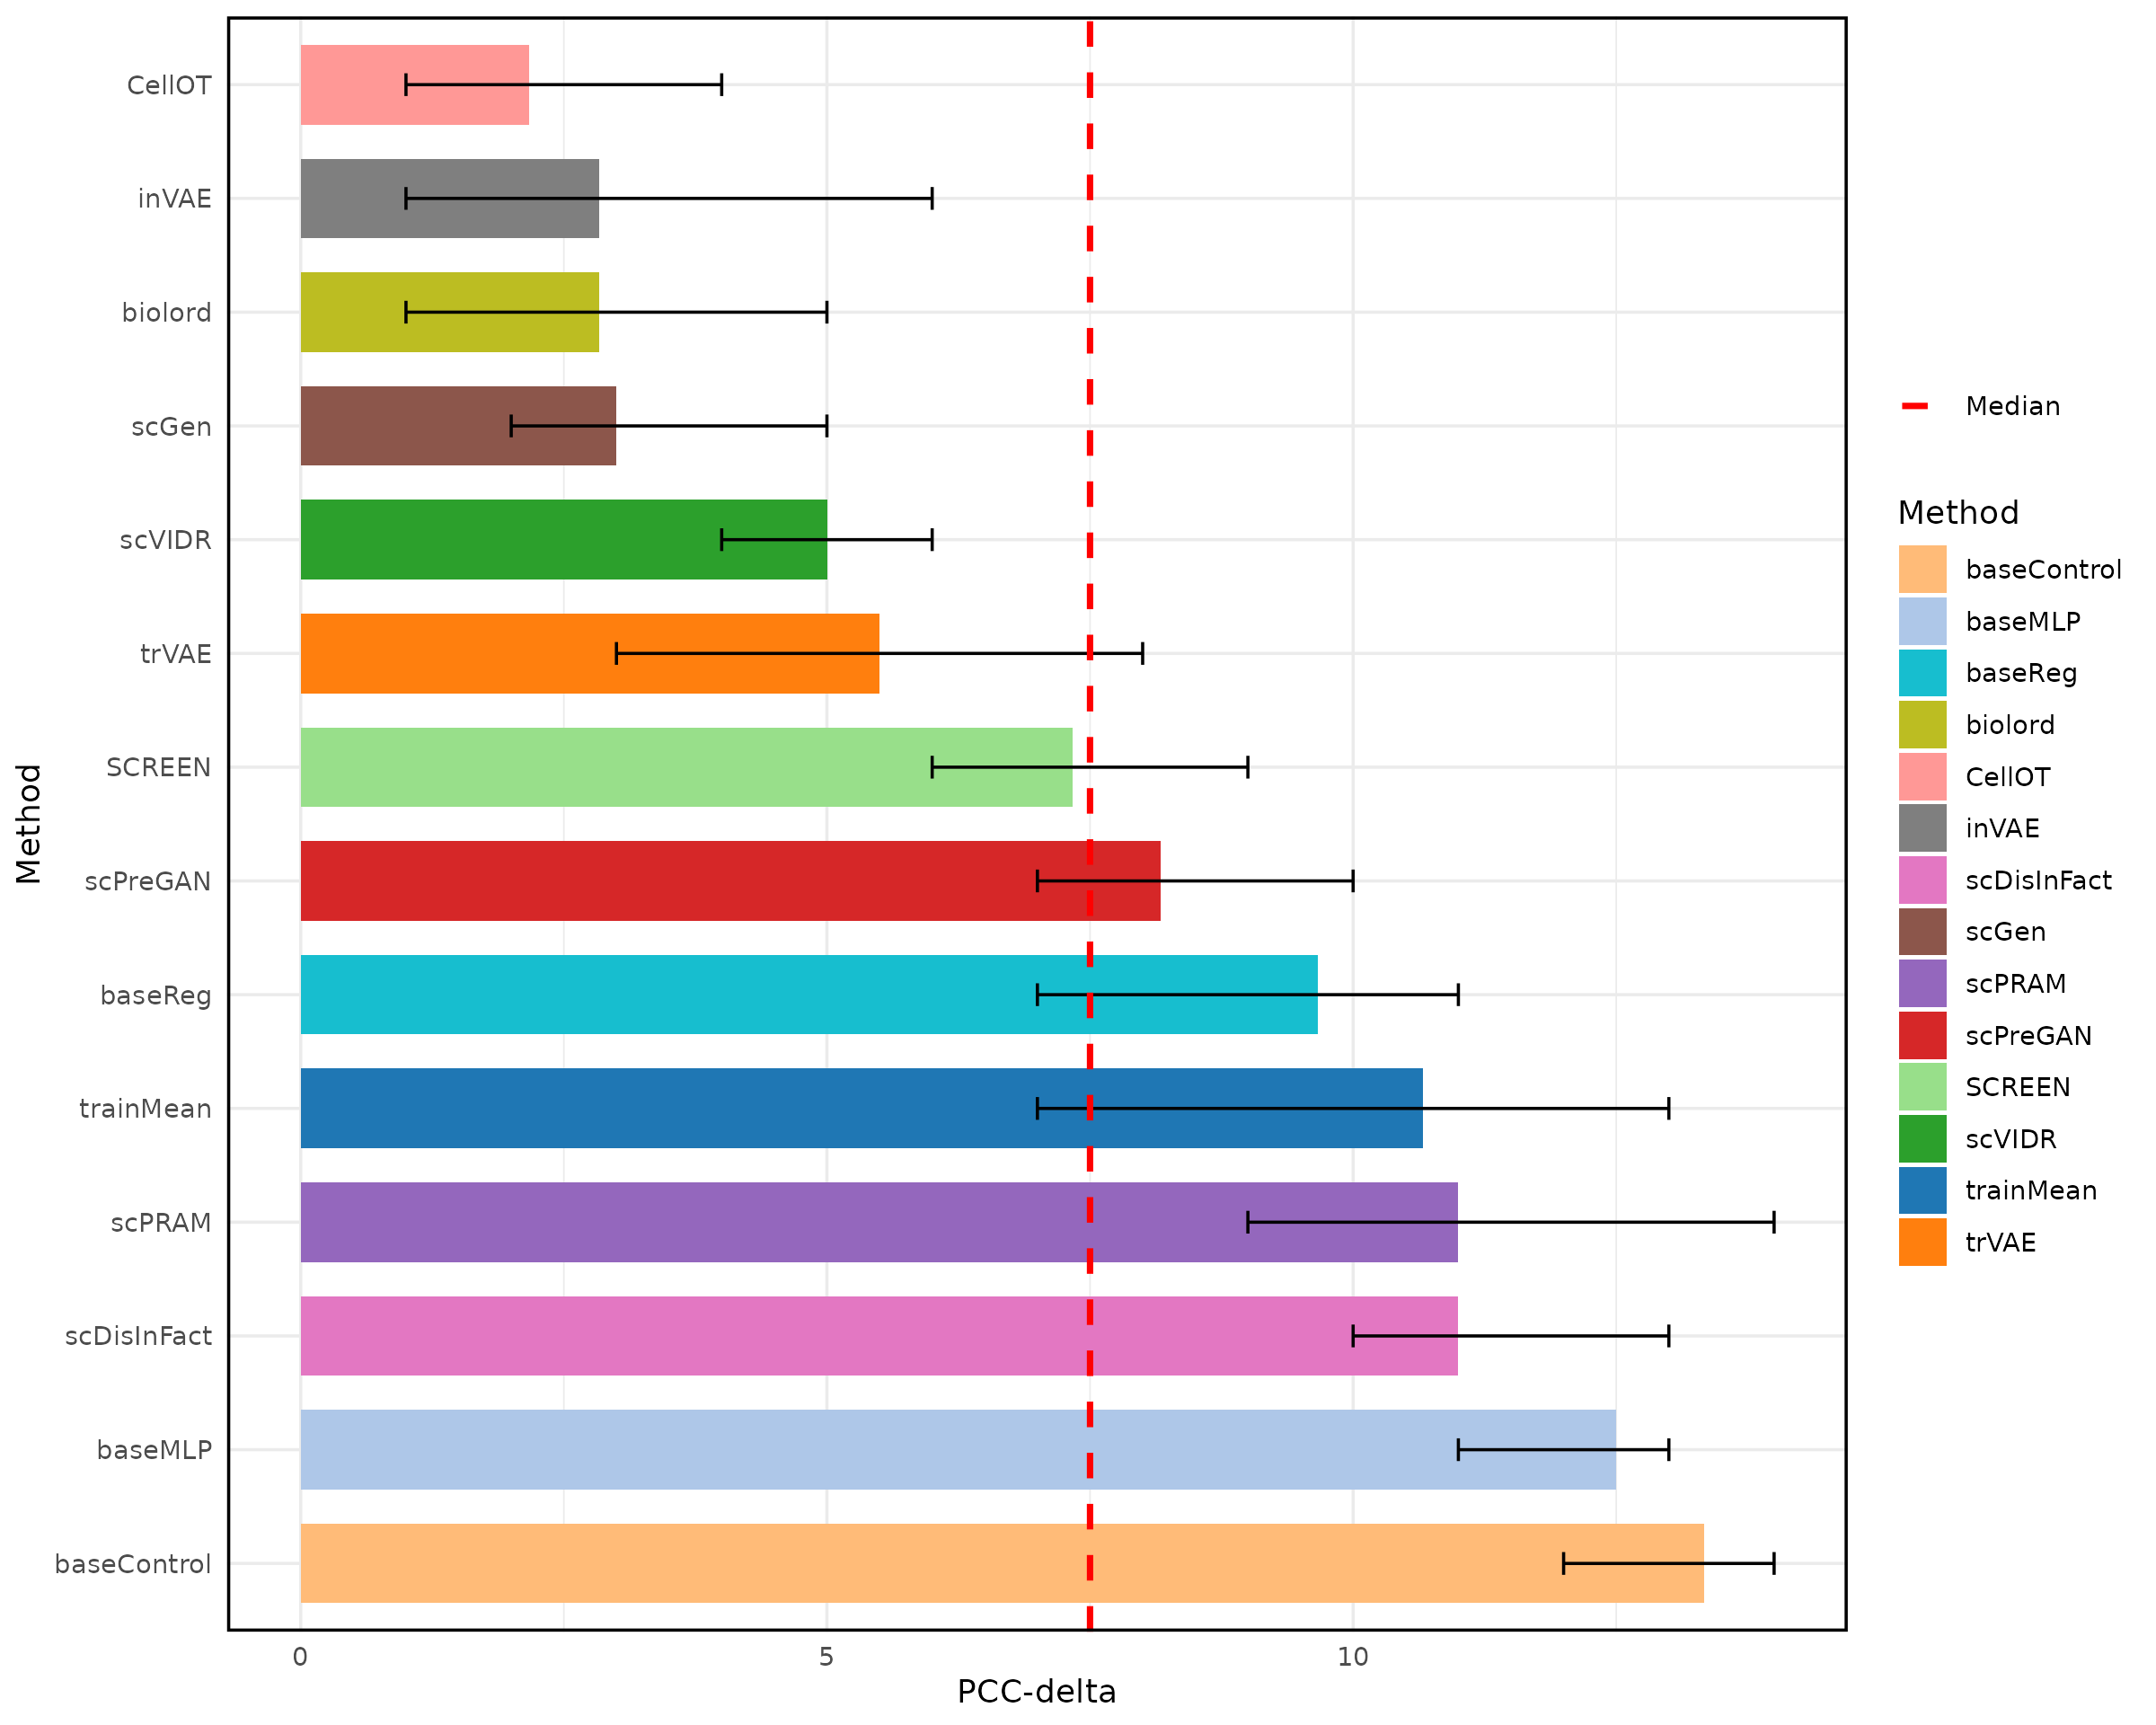 Method
CellOT
inVAE
biolord
scGen
scVIDR
trVAE
SCREEN
scPreGAN
baseReg
trainMean
scPRAM
scDisInFact
baseMLP
baseControl
0 5 10
PCC-delta
Median
Method
baseControl
baseMLP
baseReg
biolord
CellOT
inVAE
scDisInFact
scGen
scPRAM
scPreGAN
SCREEN
scVIDR
trainMean
trVAE